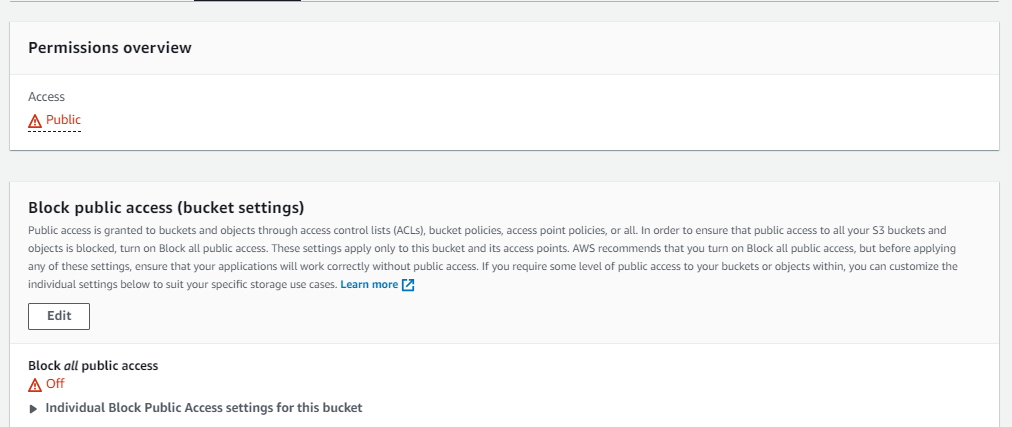 Permissions overview
Access
Public
Block public access (bucket settings)
Public access is granted to buckets and objects through access control lists (ACLs), bucket policies, access point policies, or all. In order to ensure that public access to all your S3 buckets and
objects is blocked, turn on Block all public access. These settings apply only to this bucket and its access points. AWS recommends that you turn on Block all public access, but before applying
any of these settings, ensure that your applications will work correctly without public access. If you require some level of public access to your buckets or objects within, you can customize the
individual settings below to suit your specific storage use cases. Learn more
Edit
Block all public access
Off
Individual Block Public Access settings for this bucket